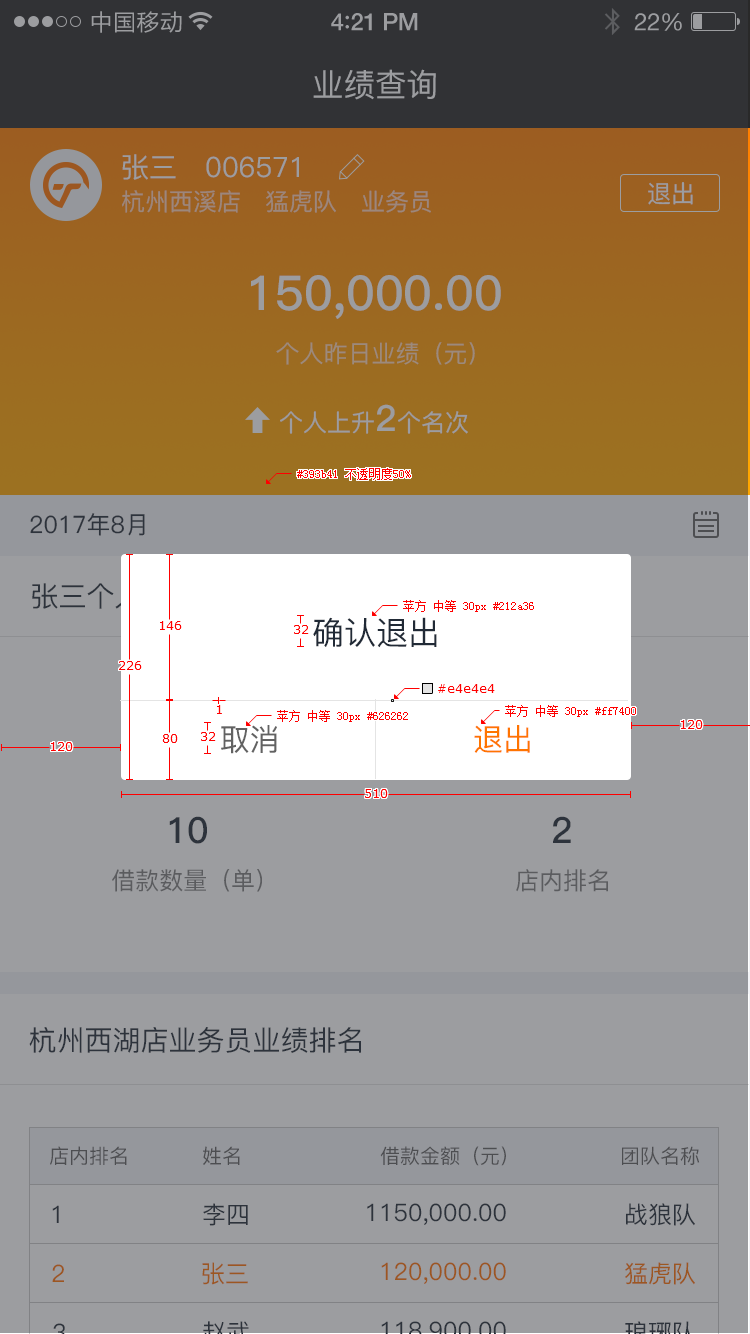 中国移动 4:21 PM 22%
业绩查询
张三 006571
杭州西溪店 猛虎队 业务员
退出
150,000.00
个人昨日业绩（元）
个人上升2个名次
#393b41 不透明度50%
2017年8月
张三个人
苹方 中等 30px #212a36
146
32
确认退出
226
#e4e4e4
1
苹方 中等 30px #626262
苹方 中等 30px #ff7400
120
80
32
取消
退出
120
510
10
2
借款数量（单）
店内排名
杭州西湖店业务员业绩排名
店内排名 姓名 借款金额（元） 团队名称
1 李四 1150,000.00 战狼队
2 张三 120,000.00 猛虎队
3 赵武 118,900.00 琅琊队